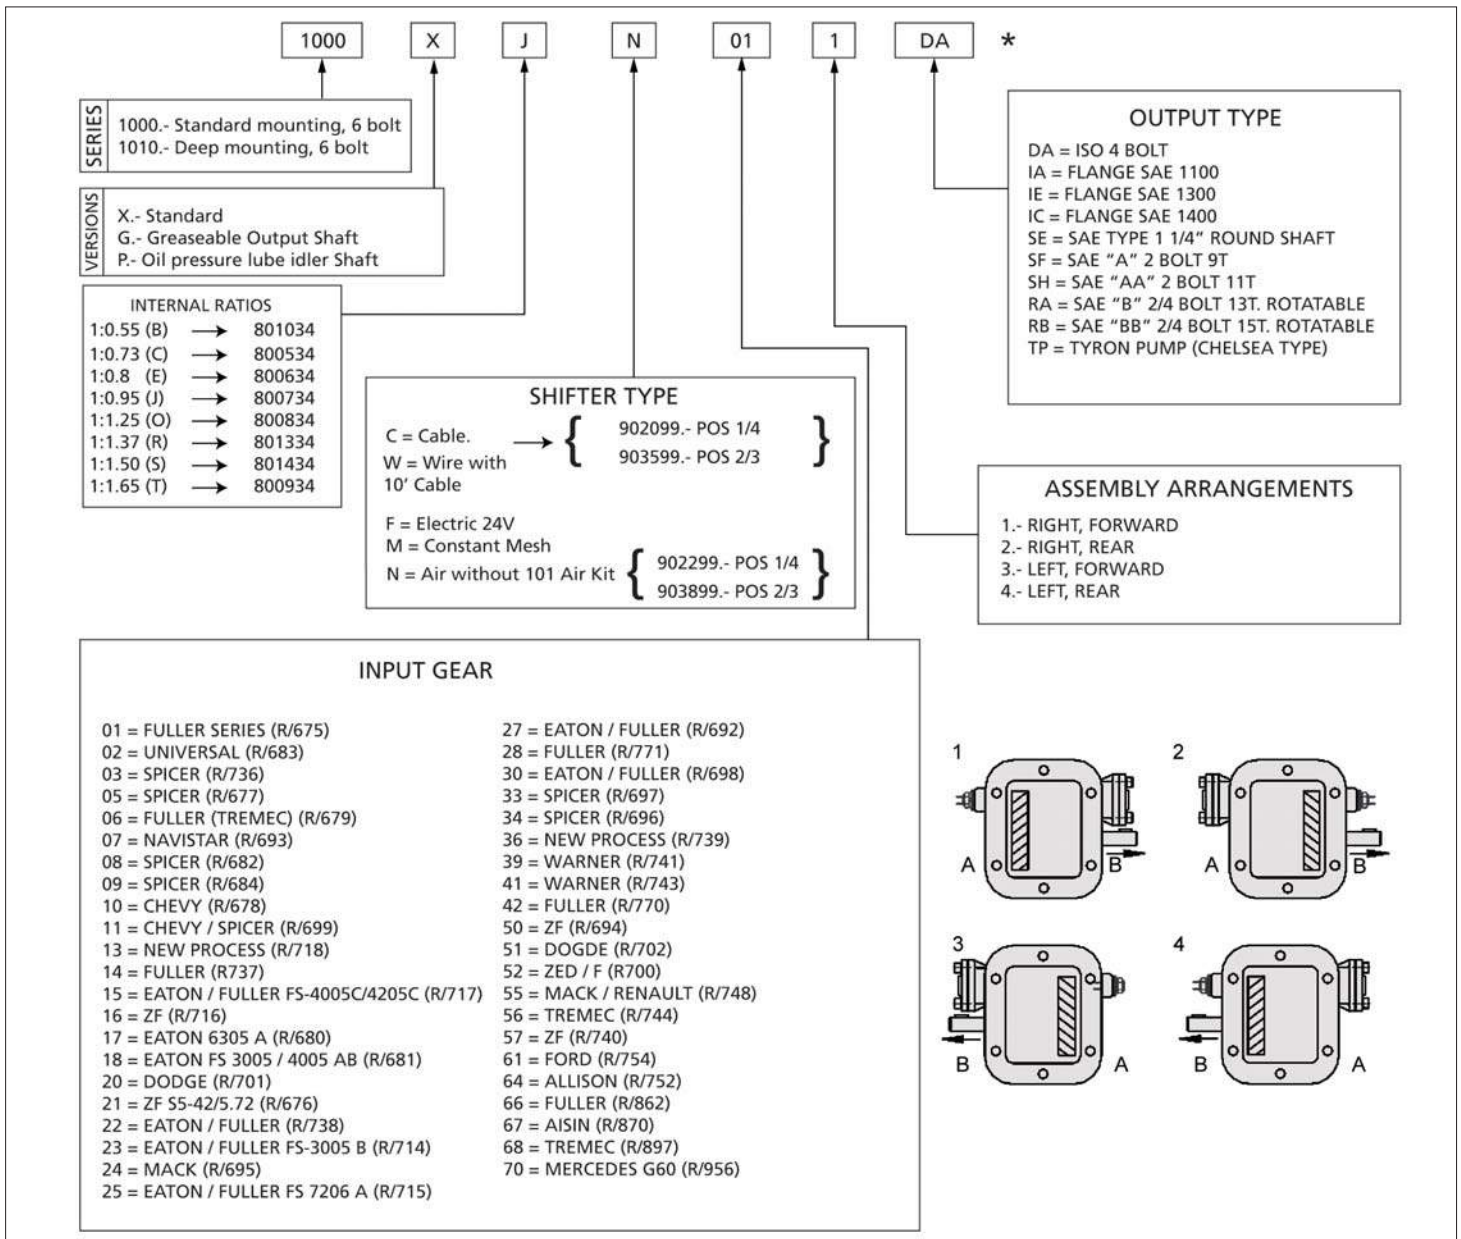 1000 X J N 01 1 DA *
SERIES
1000.- Standard mounting, 6 bolt
1010.- Deep mounting, 6 bolt
VERSIONS
X.- Standard
G.- Greaseable Output Shaft
P.- Oil pressure lube idler Shaft
INTERNAL RATIOS
1:0.55 (B) → 801034
1:0.73 (C) → 800534
1:0.8 (E) → 800634
1:0.95 (J) → 800734
1:1.25 (O) → 800834
1:1.37 (R) → 801334
1:1.50 (S) → 801434
1:1.65 (T) → 800934
SHIFTER TYPE
C = Cable. → { 902099.- POS 1/4
903599.- POS 2/3 }
W = Wire with
10' Cable
F = Electric 24V
M = Constant Mesh
N = Air without 101 Air Kit { 902299.- POS 1/4
903899.- POS 2/3 }
OUTPUT TYPE
DA = ISO 4 BOLT
IA = FLANGE SAE 1100
IE = FLANGE SAE 1300
IC = FLANGE SAE 1400
SE = SAE TYPE 1 1/4" ROUND SHAFT
SF = SAE "A" 2 BOLT 9T
SH = SAE "AA" 2 BOLT 11T
RA = SAE "B" 2/4 BOLT 13T. ROTATABLE
RB = SAE "BB" 2/4 BOLT 15T. ROTATABLE
TP = TYRON PUMP (CHELSEA TYPE)
ASSEMBLY ARRANGEMENTS
1.- RIGHT, FORWARD
2.- RIGHT, REAR
3.- LEFT, FORWARD
4.- LEFT, REAR
INPUT GEAR
01 = FULLER SERIES (R/675)
02 = UNIVERSAL (R/683)
03 = SPICER (R/736)
05 = SPICER (R/677)
06 = FULLER (TREMEC) (R/679)
07 = NAVISTAR (R/693)
08 = SPICER (R/682)
09 = SPICER (R/684)
10 = CHEVY (R/678)
11 = CHEVY / SPICER (R/699)
13 = NEW PROCESS (R/718)
14 = FULLER (R737)
15 = EATON / FULLER FS-4005C/4205C (R/717)
16 = ZF (R/716)
17 = EATON 6305 A (R/680)
18 = EATON FS 3005 / 4005 AB (R/681)
20 = DODGE (R/701)
21 = ZF S5-42/5.72 (R/676)
22 = EATON / FULLER (R/738)
23 = EATON / FULLER FS-3005 B (R/714)
24 = MACK (R/695)
25 = EATON / FULLER FS 7206 A (R/715)
27 = EATON / FULLER (R/692)
28 = FULLER (R/771)
30 = EATON / FULLER (R/698)
33 = SPICER (R/697)
34 = SPICER (R/696)
36 = NEW PROCESS (R/739)
39 = WARNER (R/741)
41 = WARNER (R/743)
42 = FULLER (R/770)
50 = ZF (R/694)
51 = DOGDE (R/702)
52 = ZED / F (R700)
55 = MACK / RENAULT (R/748)
56 = TREMEC (R/744)
57 = ZF (R/740)
61 = FORD (R/754)
64 = ALLISON (R/752)
66 = FULLER (R/862)
67 = AISIN (R/870)
68 = TREMEC (R/897)
70 = MERCEDES G60 (R/956)
1 2
A B A B
3 4
B A B A